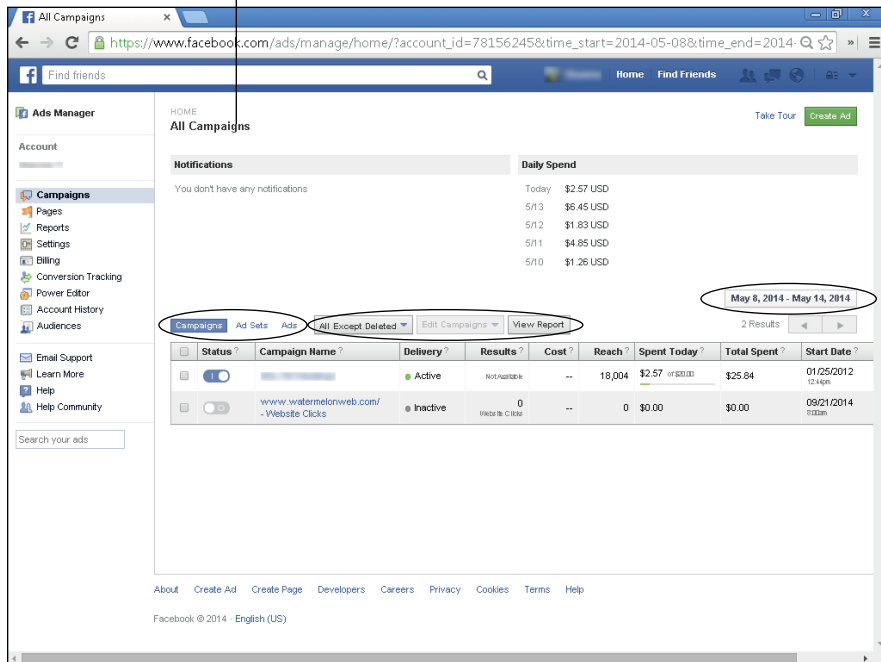 All Campaigns
https://www.facebook.com/ads/manage/home/?account_id=78156245&time_start=2014-05-08&time_end=2014-
Find friends
Home Find Friends
Ads Manager
Account
Campaigns
Pages
Reports
Settings
Billing
Conversion Tracking
Power Editor
Account History
Audiences
Email Support
Learn More
Help
Help Community
Search your ads
HOME
All Campaigns
Take Tour Create Ad
Notifications
You don't have any notifications
Daily Spend
Today $2.57 USD
5/13 $6.45 USD
5/12 $1.83 USD
5/11 $4.85 USD
5/10 $1.26 USD
May 8, 2014 - May 14, 2014
Campaigns Ad Sets Ads All Except Deleted Edit Campaigns View Report 2 Results
Status ? Campaign Name ? Delivery ? Results ? Cost ? Reach ? Spent Today ? Total Spent ? Start Date ?
Active Not Available -- 18,004 $2.57 of $20.00 $25.84 01/25/2012
12:44pm
www.watermelonweb.com/
- Website Clicks
Inactive 0 -- 0 $0.00 $0.00 09/21/2014
Website Clicks 8:00am
About Create Ad Create Page Developers Careers Privacy Cookies Terms Help
Facebook © 2014 · English (US)